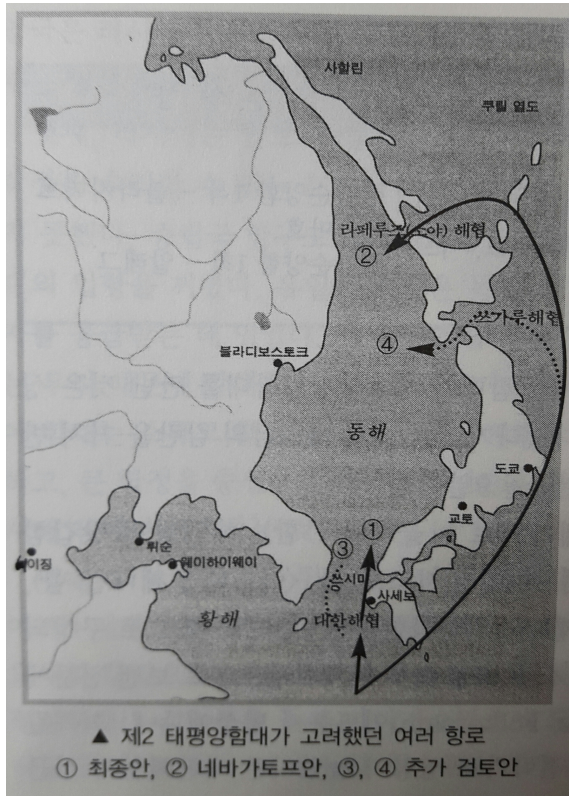 사할린
쿠릴 열도
라페루즈(소야) 해협
②
쓰가루해협
④
블라디보스토크
동해
도쿄
교토
①
③
뤼순
웨이하이웨이
쓰시마
사세보
황해
대한해협
▲ 제2 태평양함대가 고려했던 여러 항로
① 최종안, ② 네바가토프안, ③, ④ 추가 검토안